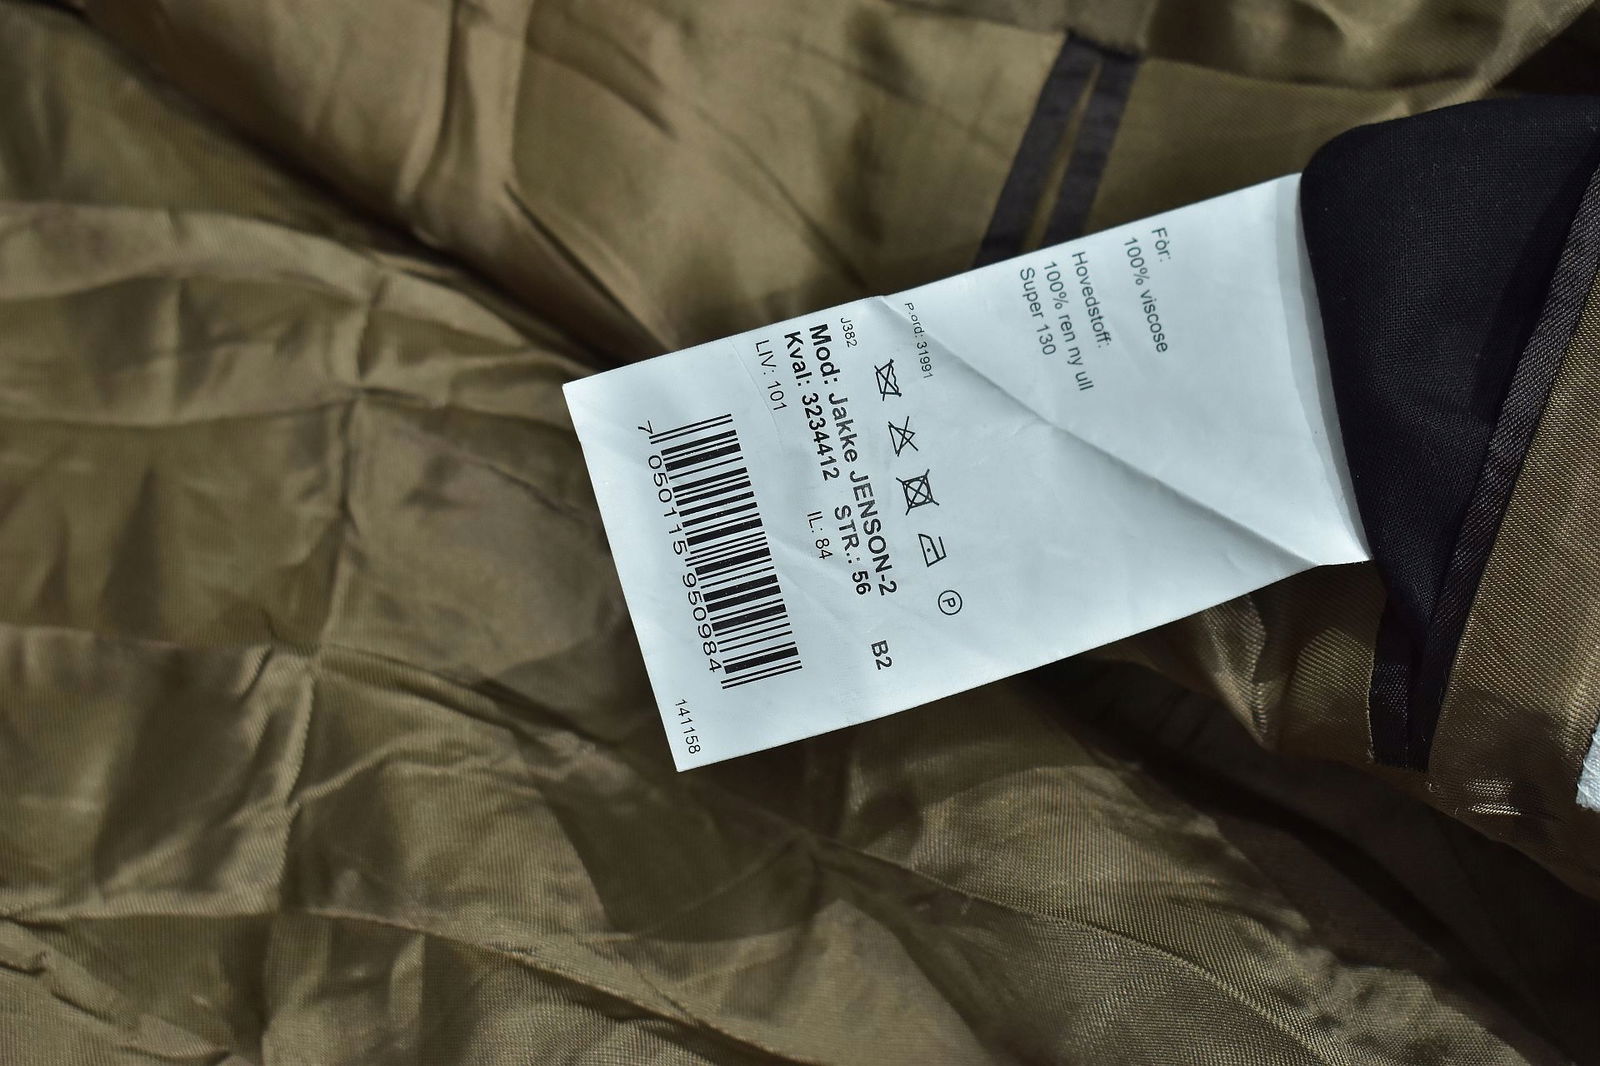 Fòr:
100% viscose
Hovedstoff:
100% ren ny ull
Super 130
P.ord: 31991
P
J382
Mod: Jakke JENSON-2
Kval: 3234412 STR.: 56 B2
LIV: 101 IL: 84
7 050115 950984
141158